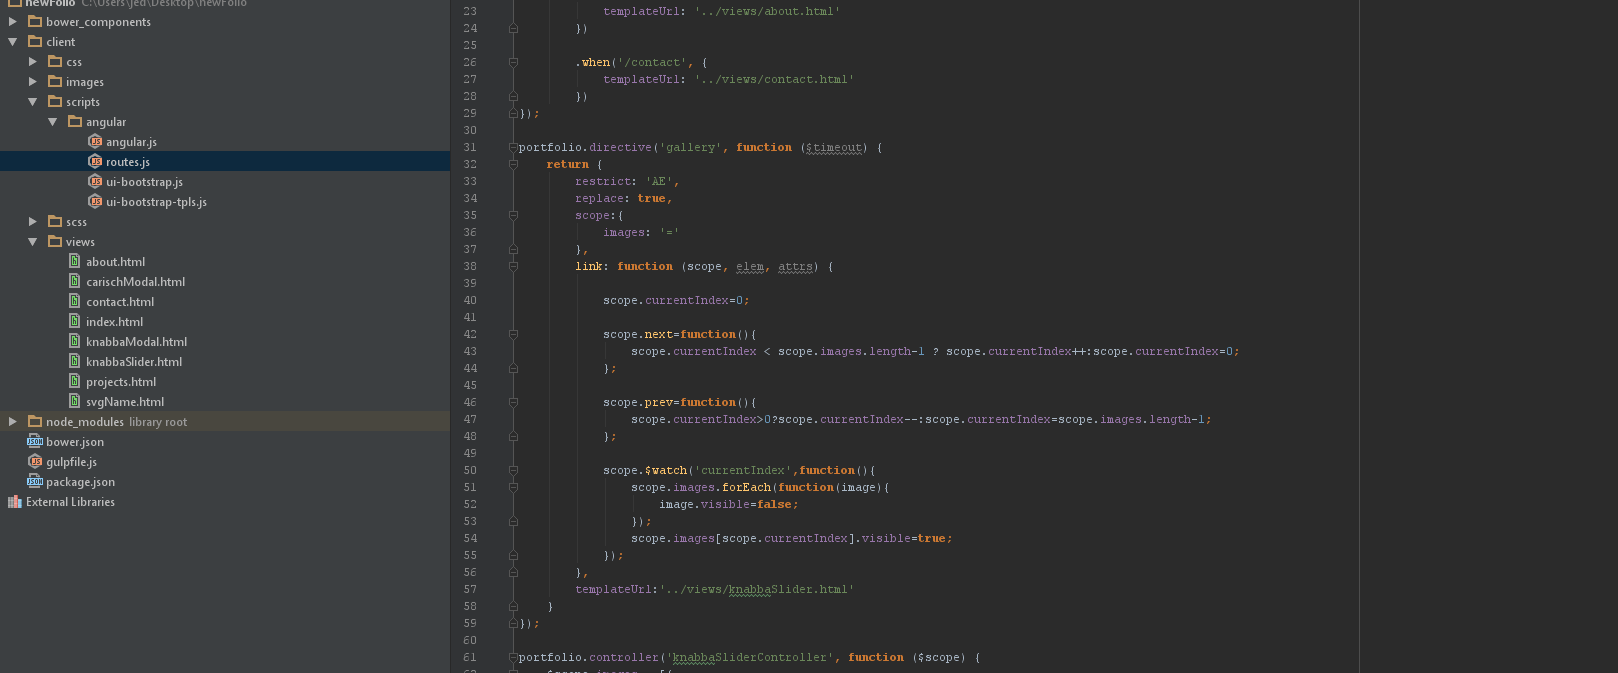 newFolio C:\Users\jed\Desktop\newFolio
bower_components
client
css
images
scripts
angular
angular.js
routes.js
ui-bootstrap.js
ui-bootstrap-tpls.js
scss
views
about.html
carischModal.html
contact.html
index.html
knabbaModal.html
knabbaSlider.html
projects.html
svgName.html
node_modules library root
bower.json
gulpfile.js
package.json
External Libraries
23 templateUrl: '../views/about.html'
24 })
25
26 .when('/contact', {
27 templateUrl: '../views/contact.html'
28 })
29 });
30
31 portfolio.directive('gallery', function ($timeout) {
32 return {
33 restrict: 'AE',
34 replace: true,
35 scope:{
36 images: '='
37 },
38 link: function (scope, elem, attrs) {
39
40 scope.currentIndex=0;
41
42 scope.next=function(){
43 scope.currentIndex < scope.images.length-1 ? scope.currentIndex++:scope.currentIndex=0;
44 };
45
46 scope.prev=function(){
47 scope.currentIndex>0?scope.currentIndex--:scope.currentIndex=scope.images.length-1;
48 };
49
50 scope.$watch('currentIndex',function(){
51 scope.images.forEach(function(image){
52 image.visible=false;
53 });
54 scope.images[scope.currentIndex].visible=true;
55 });
56 },
57 templateUrl:'../views/knabbaSlider.html'
58 }
59 });
60
61 portfolio.controller('knabbaSliderController', function ($scope) {